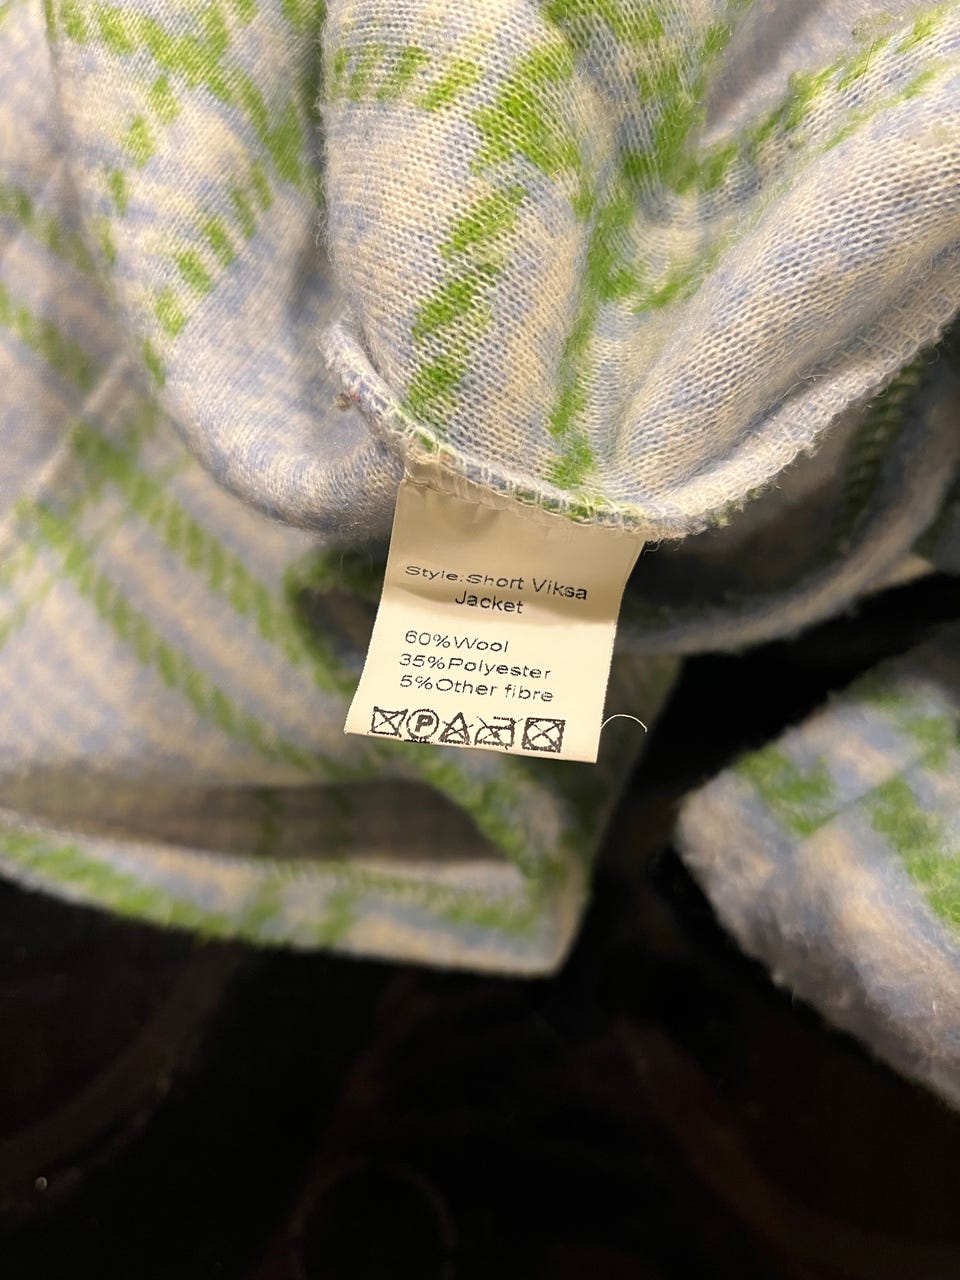 Style:Short Viksa
Jacket
60%Wool
35%Polyester
5%Other fibre
P